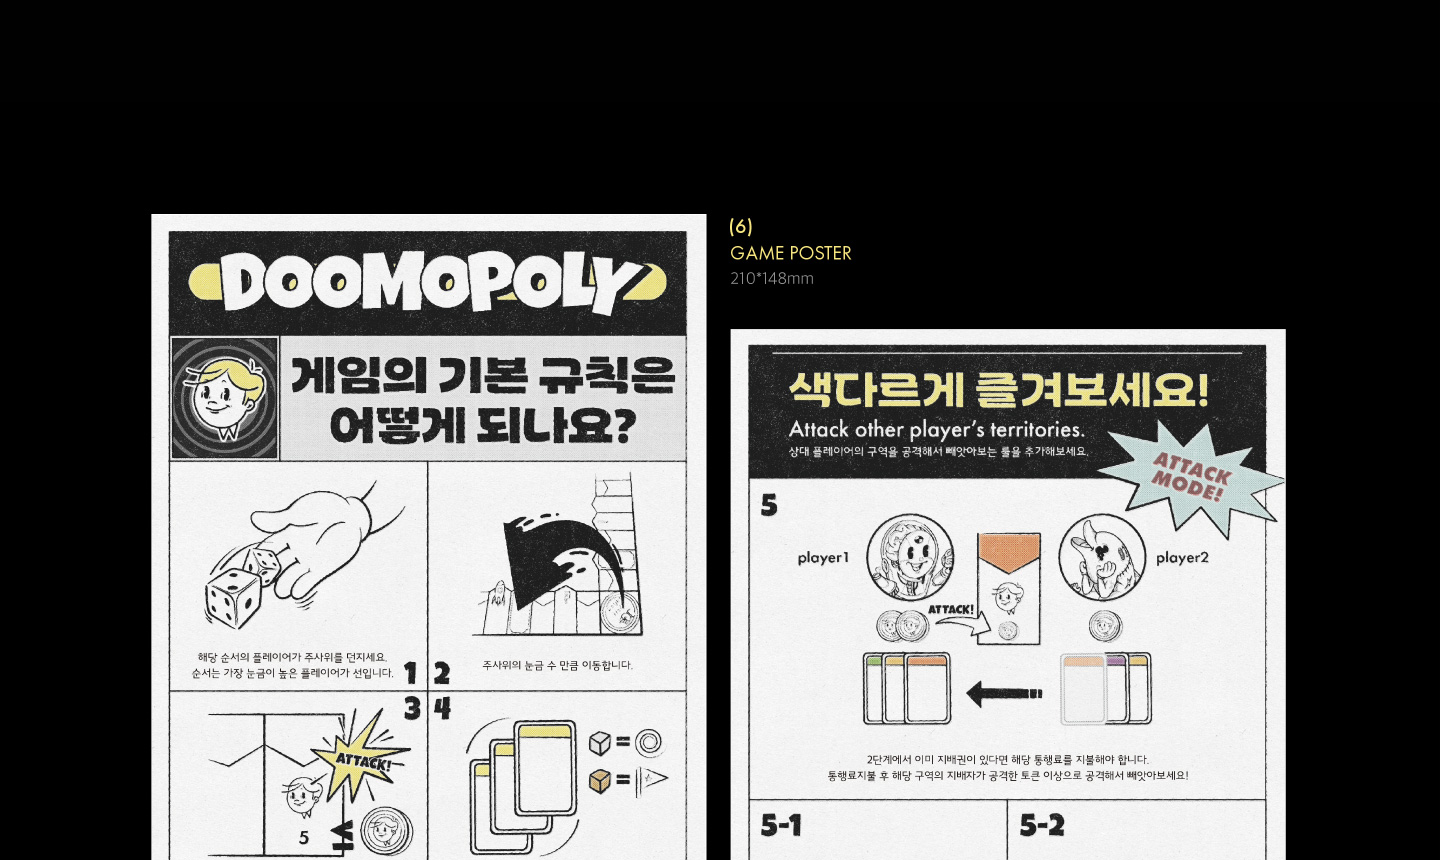 DOOMOPOLY
게임의 기본 규칙은
어떻게 되나요?
해당 순서의 플레이어가 주사위를 던지세요.
순서는 가장 눈금이 높은 플레이어가 선입니다.
1
2
주사위의 눈금 수 만큼 이동합니다.
3
4
ATTACK!
5
≤
=
=
(6)
GAME POSTER
210*148mm
색다르게 즐겨보세요!
Attack other player's territories.
상대 플레이어의 구역을 공격해서 빼앗아보는 룰을 추가해보세요.
ATTACK
MODE!
5
player1
player2
ATTACK!
2단계에서 이미 지배권이 있다면 해당 통행료를 지불해야 합니다.
통행료지불 후 해당 구역의 지배자가 공격한 토큰 이상으로 공격해서 빼앗아보세요!
5-1
5-2